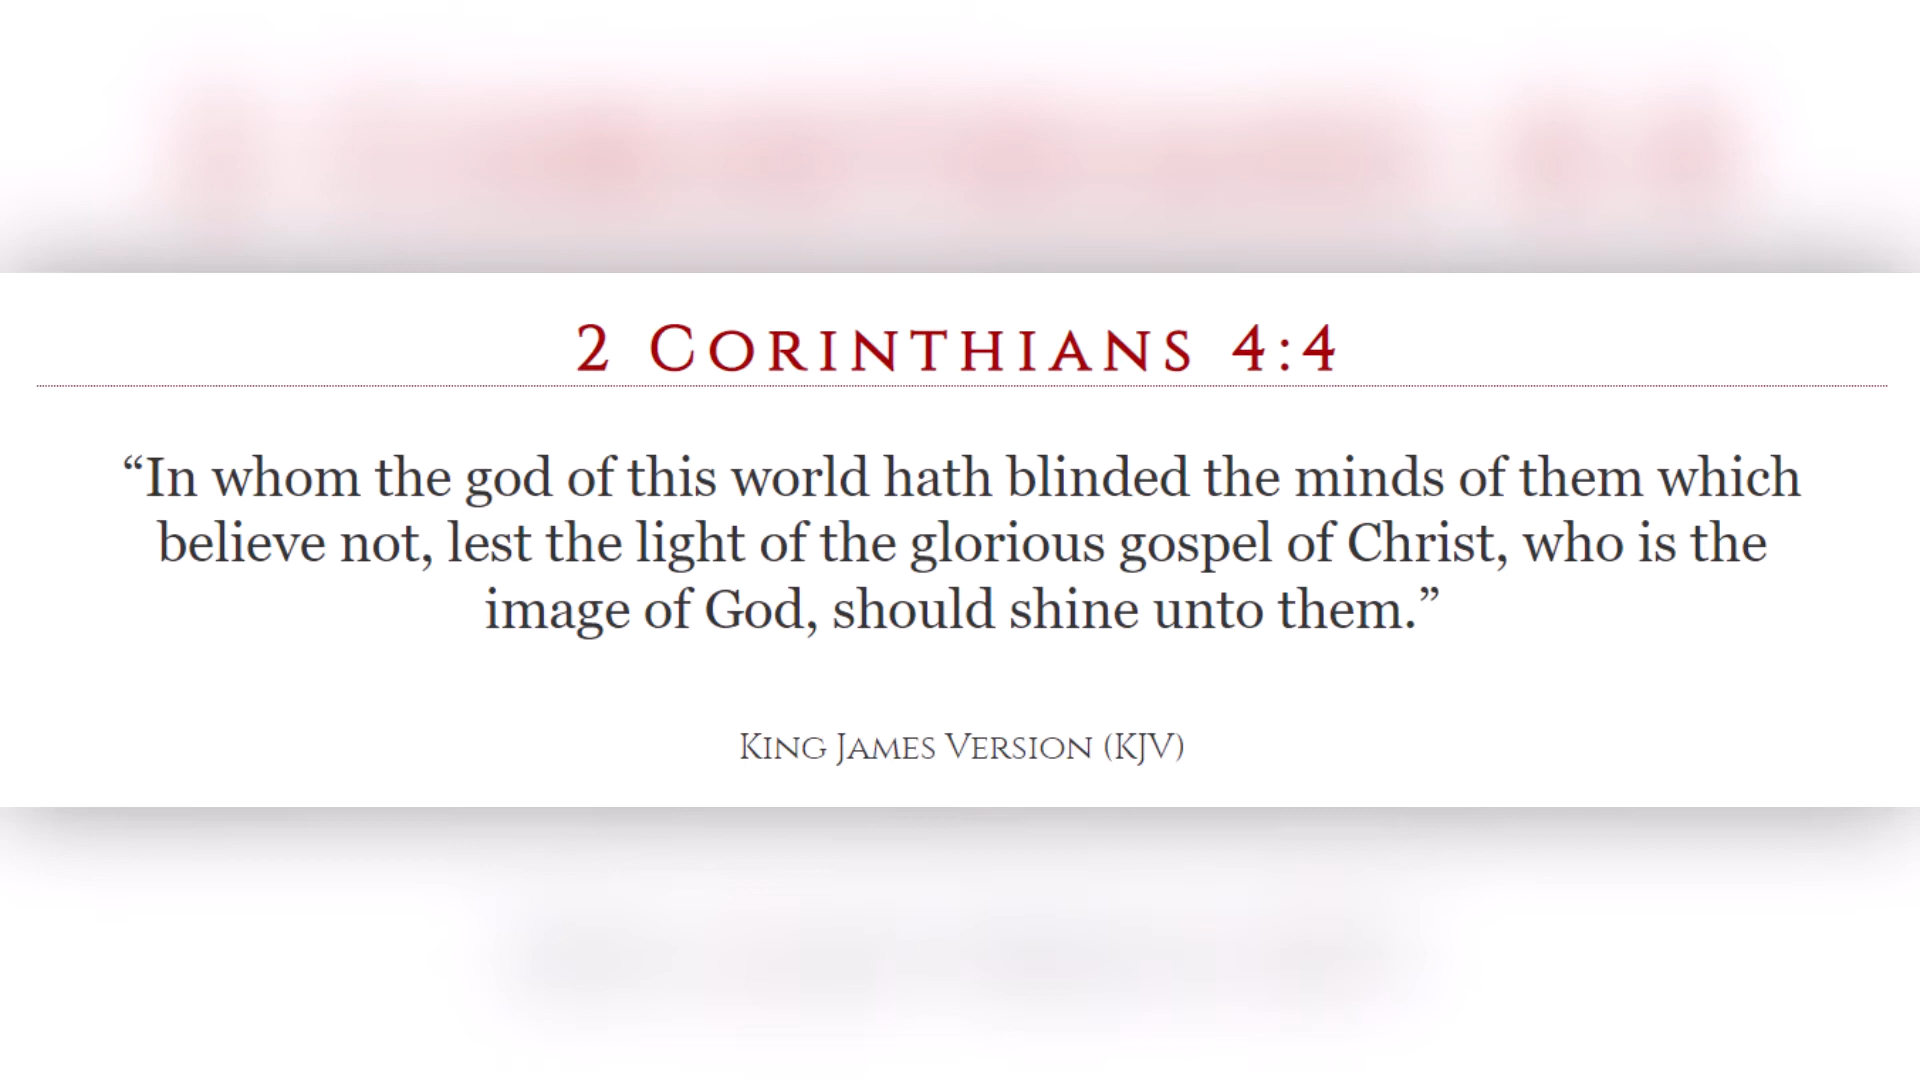 2 Corinthians 4:4
“In whom the god of this world hath blinded the minds of them which
believe not, lest the light of the glorious gospel of Christ, who is the
image of God, should shine unto them.”
King James Version (KJV)